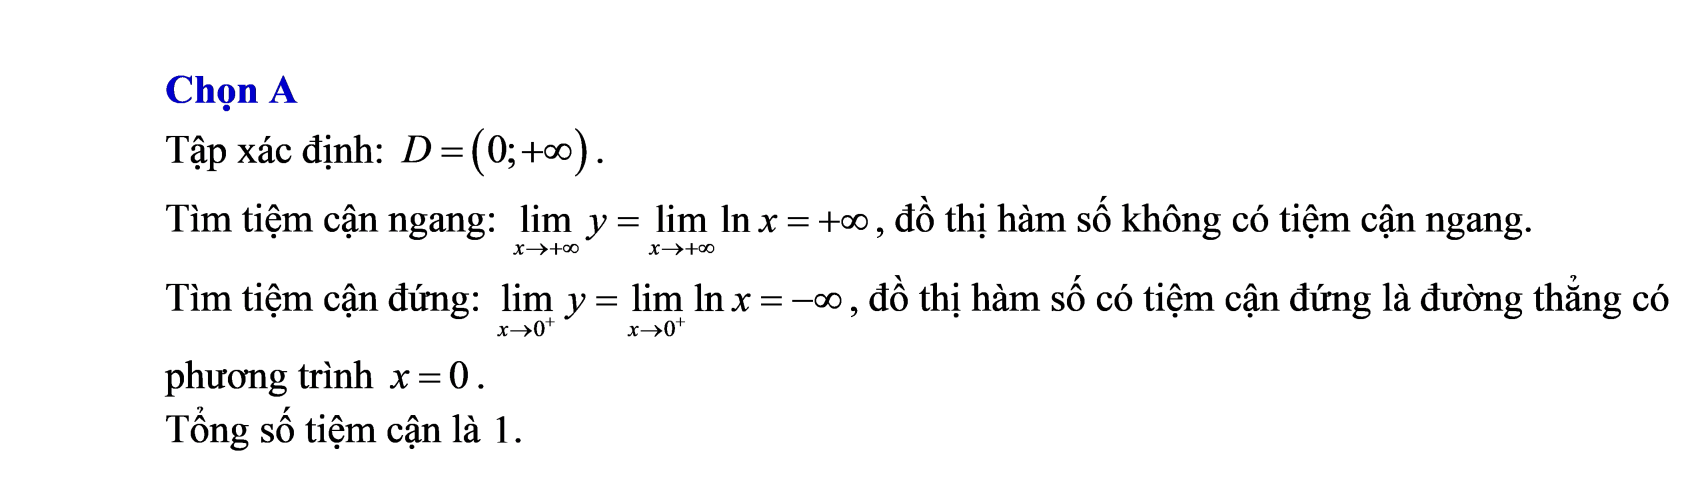 Chọn A
Tập xác định: D = (0; +∞).
Tìm tiệm cận ngang: lim_{x→+∞} y = lim_{x→+∞} ln x = +∞, đồ thị hàm số không có tiệm cận ngang.
Tìm tiệm cận đứng: lim_{x→0⁺} y = lim_{x→0⁺} ln x = −∞, đồ thị hàm số có tiệm cận đứng là đường thẳng có
phương trình x = 0.
Tổng số tiệm cận là 1.